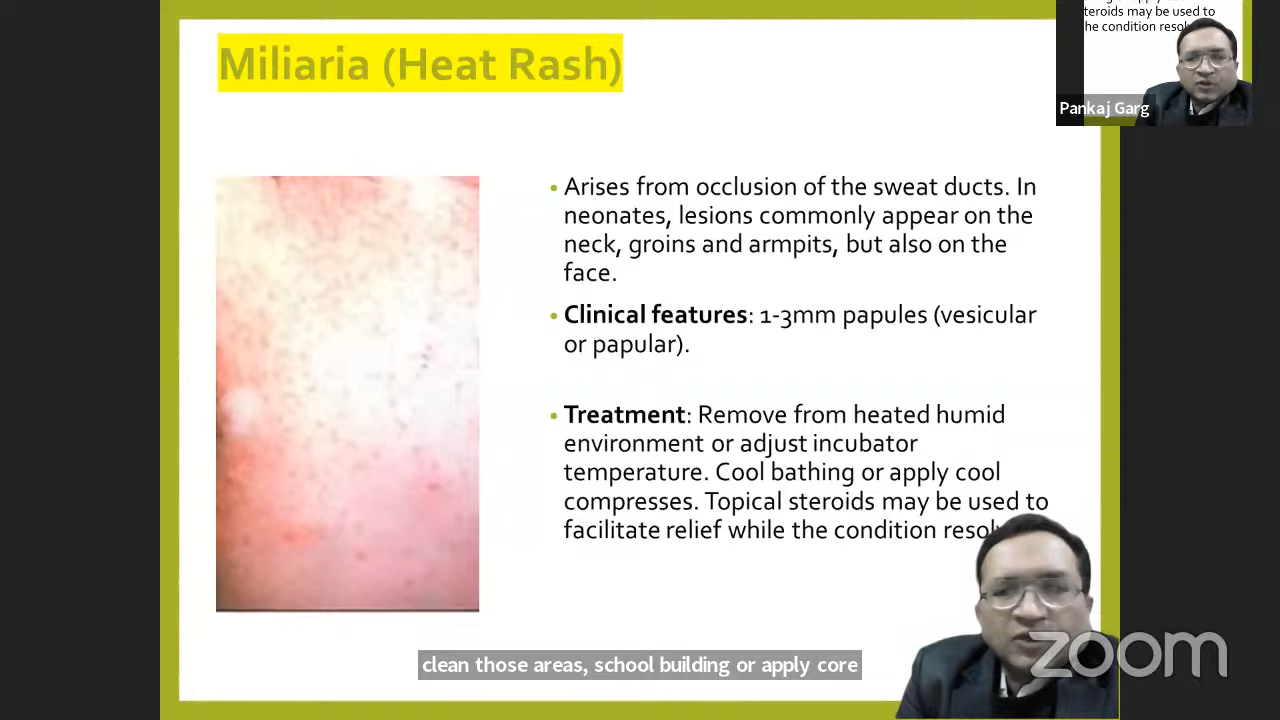 Miliaria (Heat Rash)
teroids may be used to
he condition resol
Pankaj Garg
• Arises from occlusion of the sweat ducts. In
neonates, lesions commonly appear on the
neck, groins and armpits, but also on the
face.
• Clinical features: 1-3mm papules (vesicular
or papular).
• Treatment: Remove from heated humid
environment or adjust incubator
temperature. Cool bathing or apply cool
compresses. Topical steroids may be used to
facilitate relief while the condition resol
clean those areas, school building or apply core
zoom